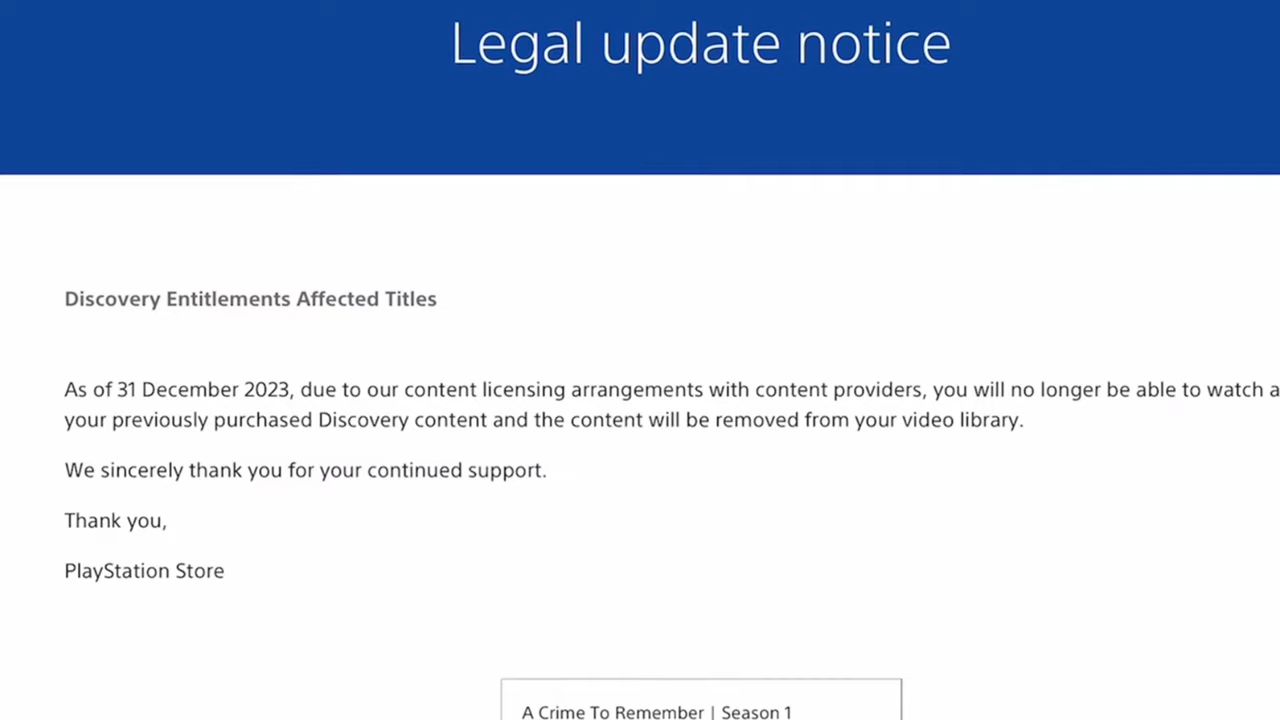 Legal update notice
Discovery Entitlements Affected Titles
As of 31 December 2023, due to our content licensing arrangements with content providers, you will no longer be able to watch
your previously purchased Discovery content and the content will be removed from your video library.
We sincerely thank you for your continued support.
Thank you,
PlayStation Store
A Crime To Remember | Season 1